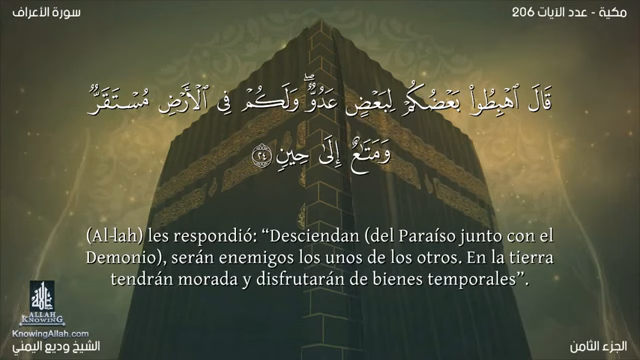 سورة الأعراف
مكية - عدد الآيات 206
قَالَ ٱهۡبِطُواْ بَعۡضُكُمۡ لِبَعۡضٍ عَدُوّٞۖ وَلَكُمۡ فِي ٱلۡأَرۡضِ مُسۡتَقَرّٞ
وَمَتَٰعٌ إِلَىٰ حِينٖ ٢٤
(Al-lah) les respondió: “Desciendan (del Paraíso junto con el
Demonio), serán enemigos los unos de los otros. En la tierra
tendrán morada y disfrutarán de bienes temporales”.
ALLAH
KNOWING
KnowingAllah.com
الشيخ وديع اليمني
الجزء الثامن